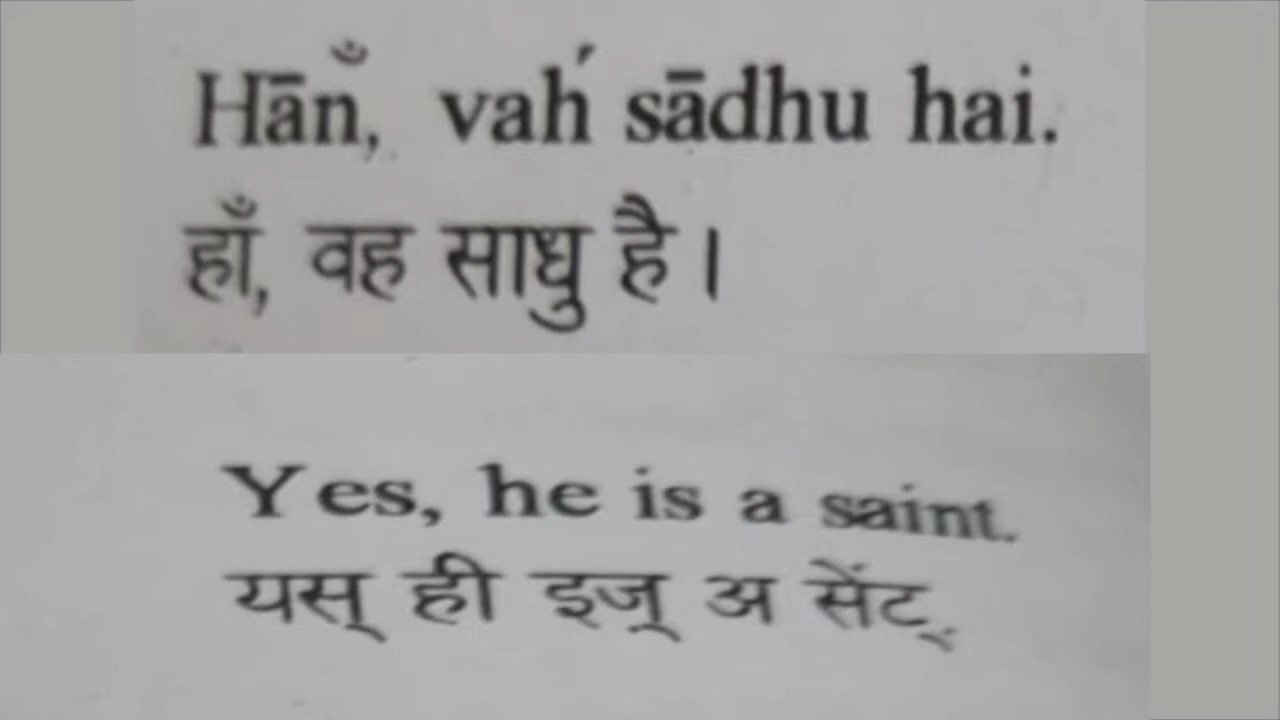 Hān̐, vah́ sādhu hai.
हाँ, वह साधु है।
Yes, he is a saint.
यस् ही इज् अ सेंट्